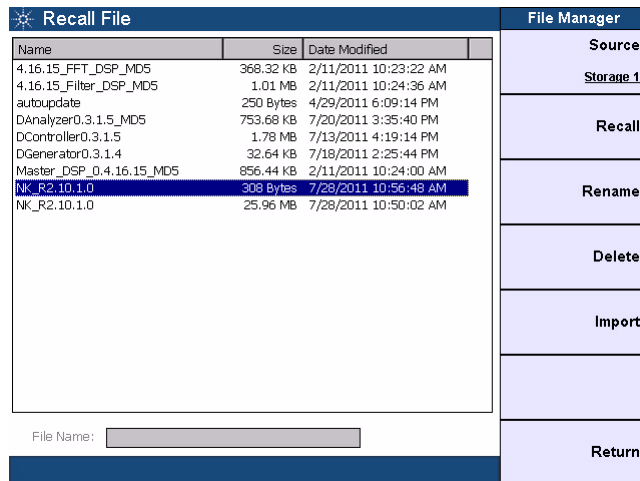 Recall File
File Manager
Name Size Date Modified
4.16.15_FFT_DSP_MD5 368.32 KB 2/11/2011 10:23:22 AM
4.16.15_Filter_DSP_MD5 1.01 MB 2/11/2011 10:24:36 AM
autoupdate 250 Bytes 4/29/2011 6:09:14 PM
DAnalyzer0.3.1.5_MD5 753.68 KB 7/20/2011 3:35:40 PM
DController0.3.1.5 1.78 MB 7/13/2011 4:19:14 PM
DGenerator0.3.1.4 32.64 KB 7/18/2011 2:25:44 PM
Master_DSP_0.4.16.15_MD5 856.44 KB 2/11/2011 10:24:00 AM
NK_R2.10.1.0 308 Bytes 7/28/2011 10:56:48 AM
NK_R2.10.1.0 25.96 MB 7/28/2011 10:50:02 AM
File Name:
Source
Storage 1
Recall
Rename
Delete
Import
Return